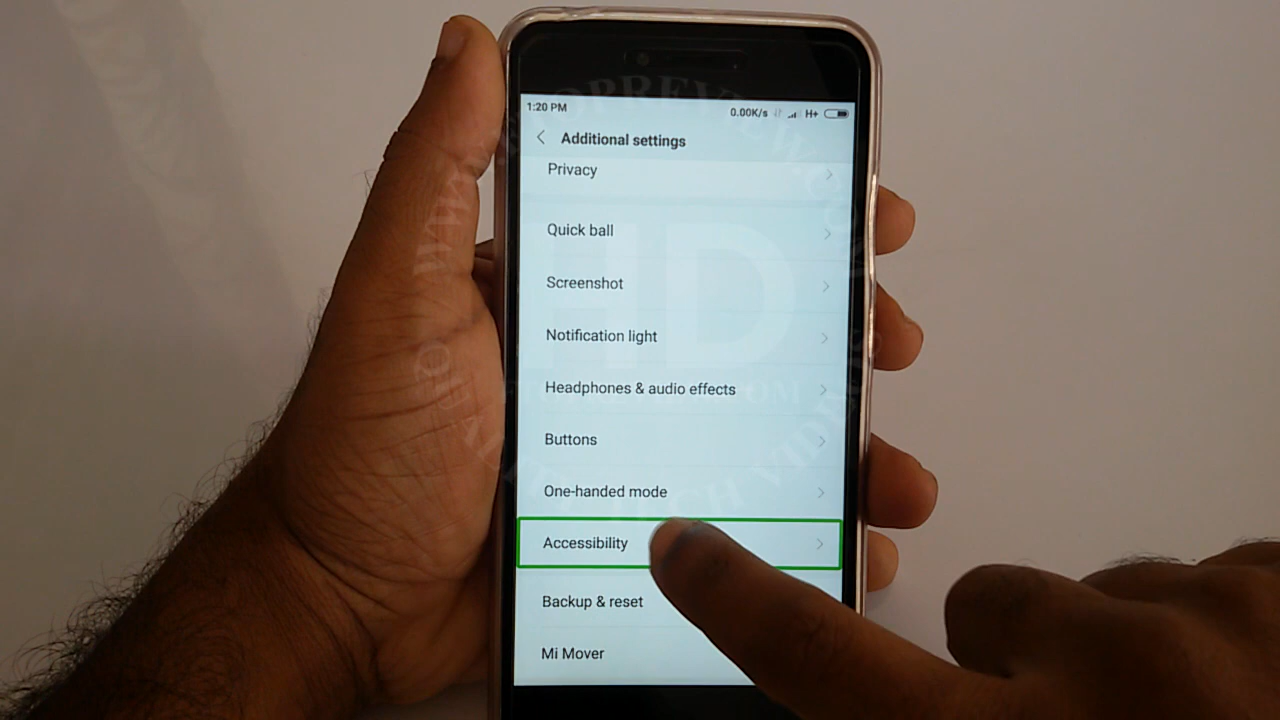 1:20 PM 0.00K/s H+
Additional settings
Privacy
Quick ball
Screenshot
Notification light
Headphones & audio effects
Buttons
One-handed mode
Accessibility
Backup & reset
Mi Mover
HD